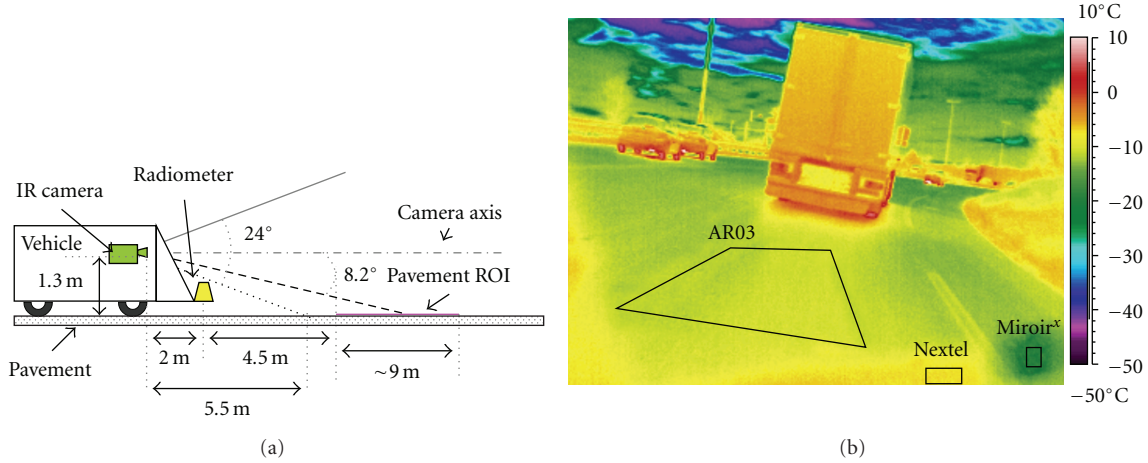 IR camera
Radiometer
Camera axis
Vehicle
24°
8.2°
Pavement ROI
1.3 m
Pavement
2 m
4.5 m
~9 m
5.5 m
(a)
AR03
Nextel
Miroirˣ
10°C
10
0
−10
−20
−30
−40
−50
−50°C
(b)